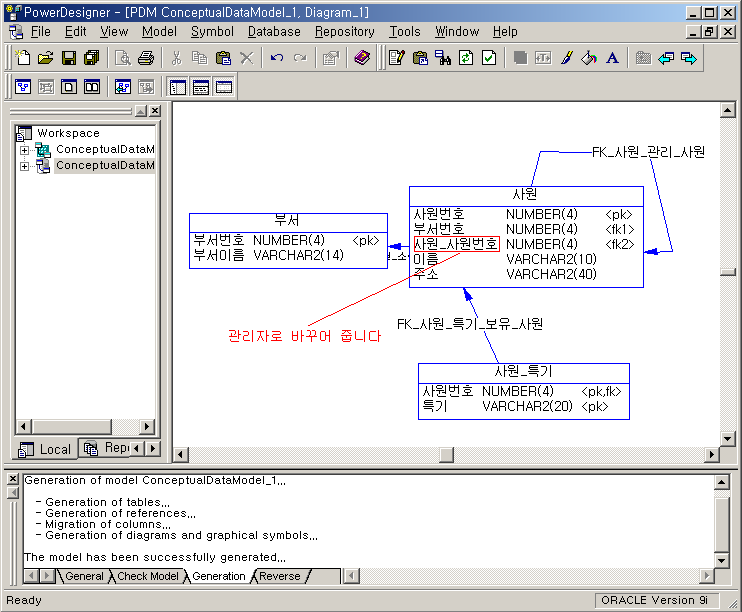 PowerDesigner - [PDM ConceptualDataModel_1, Diagram_1]
File Edit View Model Symbol Database Repository Tools Window Help
Workspace
ConceptualDataM
ConceptualDataM
Local
Repo
FK_사원_관리_사원
사원
사원번호 NUMBER(4) <pk>
부서번호 NUMBER(4) <fk1>
사원_사원번호 NUMBER(4) <fk2>
이름 VARCHAR2(10)
주소 VARCHAR2(40)
부서
부서번호 NUMBER(4) <pk>
부서이름 VARCHAR2(14)
관리자로 바꾸어 줍니다
FK_사원_특기_보유_사원
사원_특기
사원번호 NUMBER(4) <pk,fk>
특기 VARCHAR2(20) <pk>
Generation of model ConceptualDataModel_1...
- Generation of tables...
- Generation of references...
- Migration of columns...
- Generation of diagrams and graphical symbols...
The model has been successfully generated...
General Check Model Generation Reverse
Ready
ORACLE Version 9i